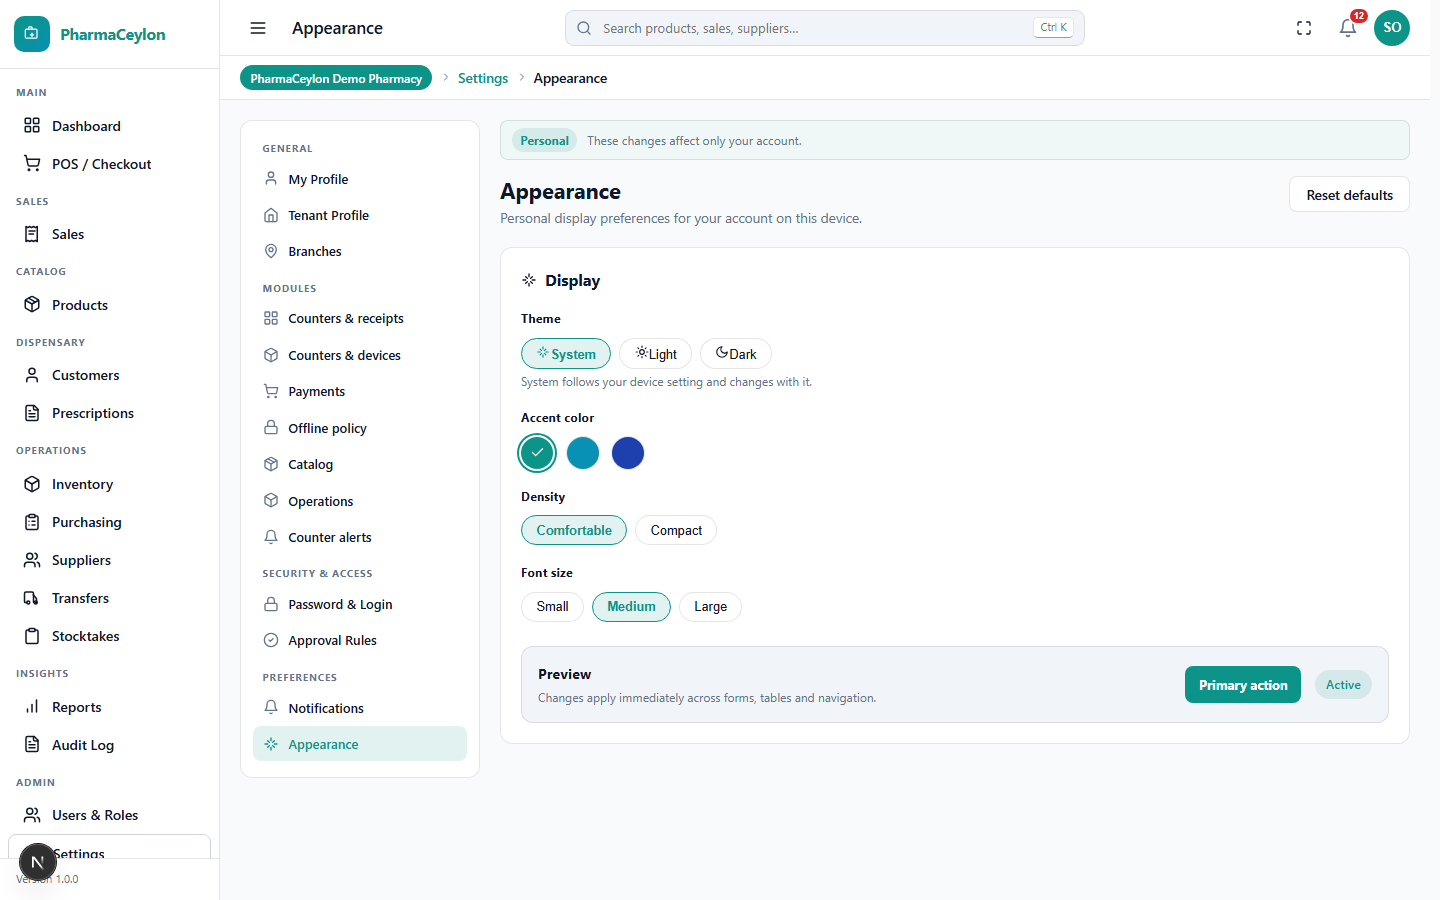 PharmaCeylon
Appearance
Search products, sales, suppliers...
Ctrl K
12
SO
PharmaCeylon Demo Pharmacy
Settings
Appearance
MAIN
Dashboard
POS / Checkout
SALES
Sales
CATALOG
Products
DISPENSARY
Customers
Prescriptions
OPERATIONS
Inventory
Purchasing
Suppliers
Transfers
Stocktakes
INSIGHTS
Reports
Audit Log
ADMIN
Users & Roles
Settings
N
Version 1.0.0
GENERAL
My Profile
Tenant Profile
Branches
MODULES
Counters & receipts
Counters & devices
Payments
Offline policy
Catalog
Operations
Counter alerts
SECURITY & ACCESS
Password & Login
Approval Rules
PREFERENCES
Notifications
Appearance
Personal These changes affect only your account.
Appearance
Personal display preferences for your account on this device.
Reset defaults
Display
Theme
System Light Dark
System follows your device setting and changes with it.
Accent color
Density
Comfortable Compact
Font size
Small Medium Large
Preview
Changes apply immediately across forms, tables and navigation.
Primary action Active